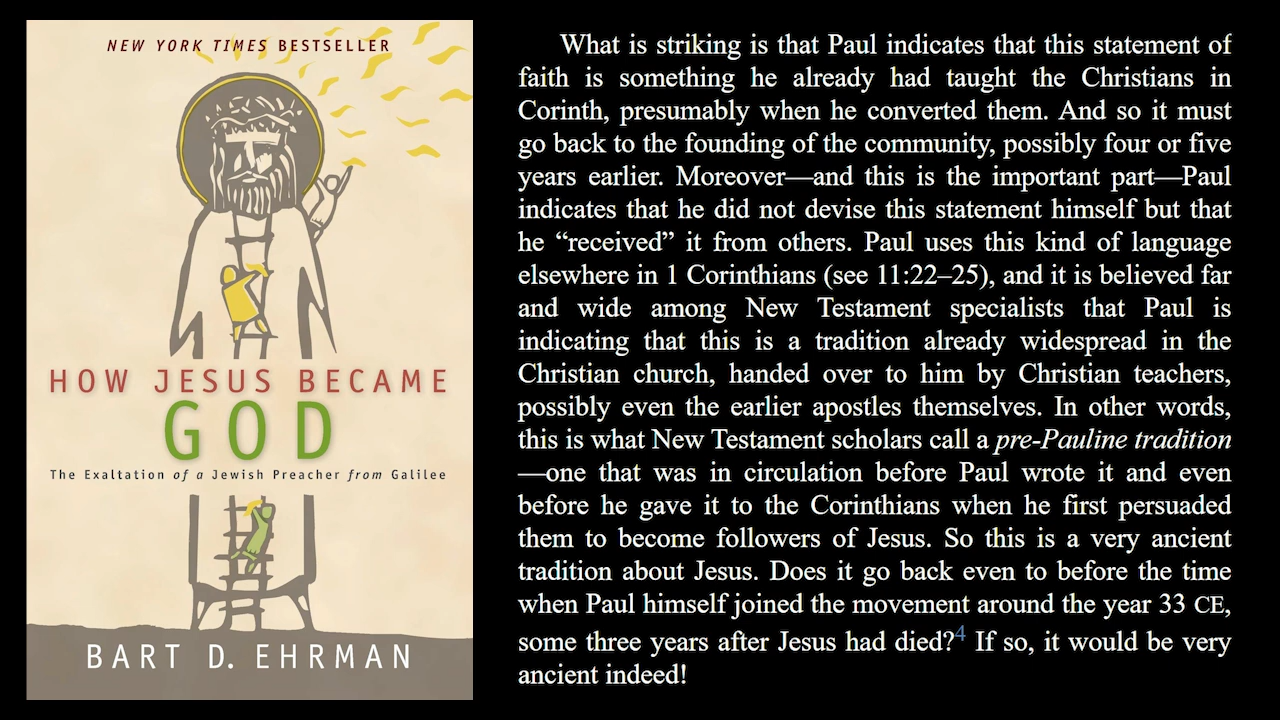 NEW YORK TIMES BESTSELLER
HOW JESUS BECAME
GOD
The Exaltation of a Jewish Preacher from Galilee
BART D. EHRMAN
What is striking is that Paul indicates that this statement of
faith is something he already had taught the Christians in
Corinth, presumably when he converted them. And so it must
go back to the founding of the community, possibly four or five
years earlier. Moreover—and this is the important part—Paul
indicates that he did not devise this statement himself but that
he “received” it from others. Paul uses this kind of language
elsewhere in 1 Corinthians (see 11:22–25), and it is believed far
and wide among New Testament specialists that Paul is
indicating that this is a tradition already widespread in the
Christian church, handed over to him by Christian teachers,
possibly even the earlier apostles themselves. In other words,
this is what New Testament scholars call a pre-Pauline tradition
—one that was in circulation before Paul wrote it and even
before he gave it to the Corinthians when he first persuaded
them to become followers of Jesus. So this is a very ancient
tradition about Jesus. Does it go back even to before the time
when Paul himself joined the movement around the year 33 CE,
some three years after Jesus had died?4 If so, it would be very
ancient indeed!